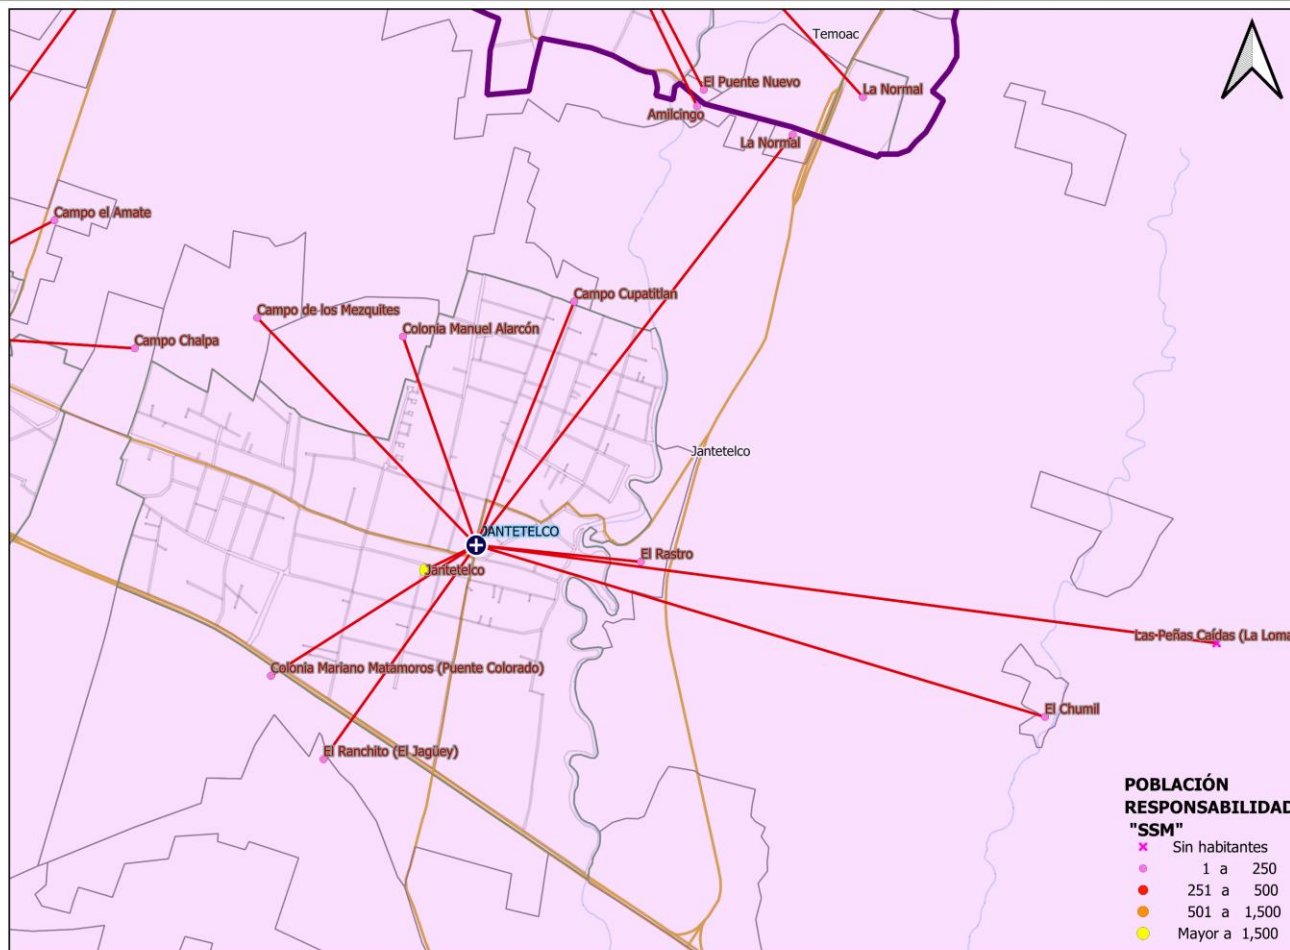 Temoac
El Puente Nuevo
La Normal
Amilcingo
La Normal
Campo el Amate
Campo Cupatitlan
Campo de los Mezquites
Colonia Manuel Alarcón
Campo Chalpa
Jantetelco
JANTETELCO
El Rastro
Jantetelco
Las Peñas Caídas (La Loma
Colonia Mariano Matamoros (Puente Colorado)
El Chumil
El Ranchito (El Jagüey)
POBLACIÓN
RESPONSABILIDAD
"SSM"
Sin habitantes
1 a 250
251 a 500
501 a 1,500
Mayor a 1,500